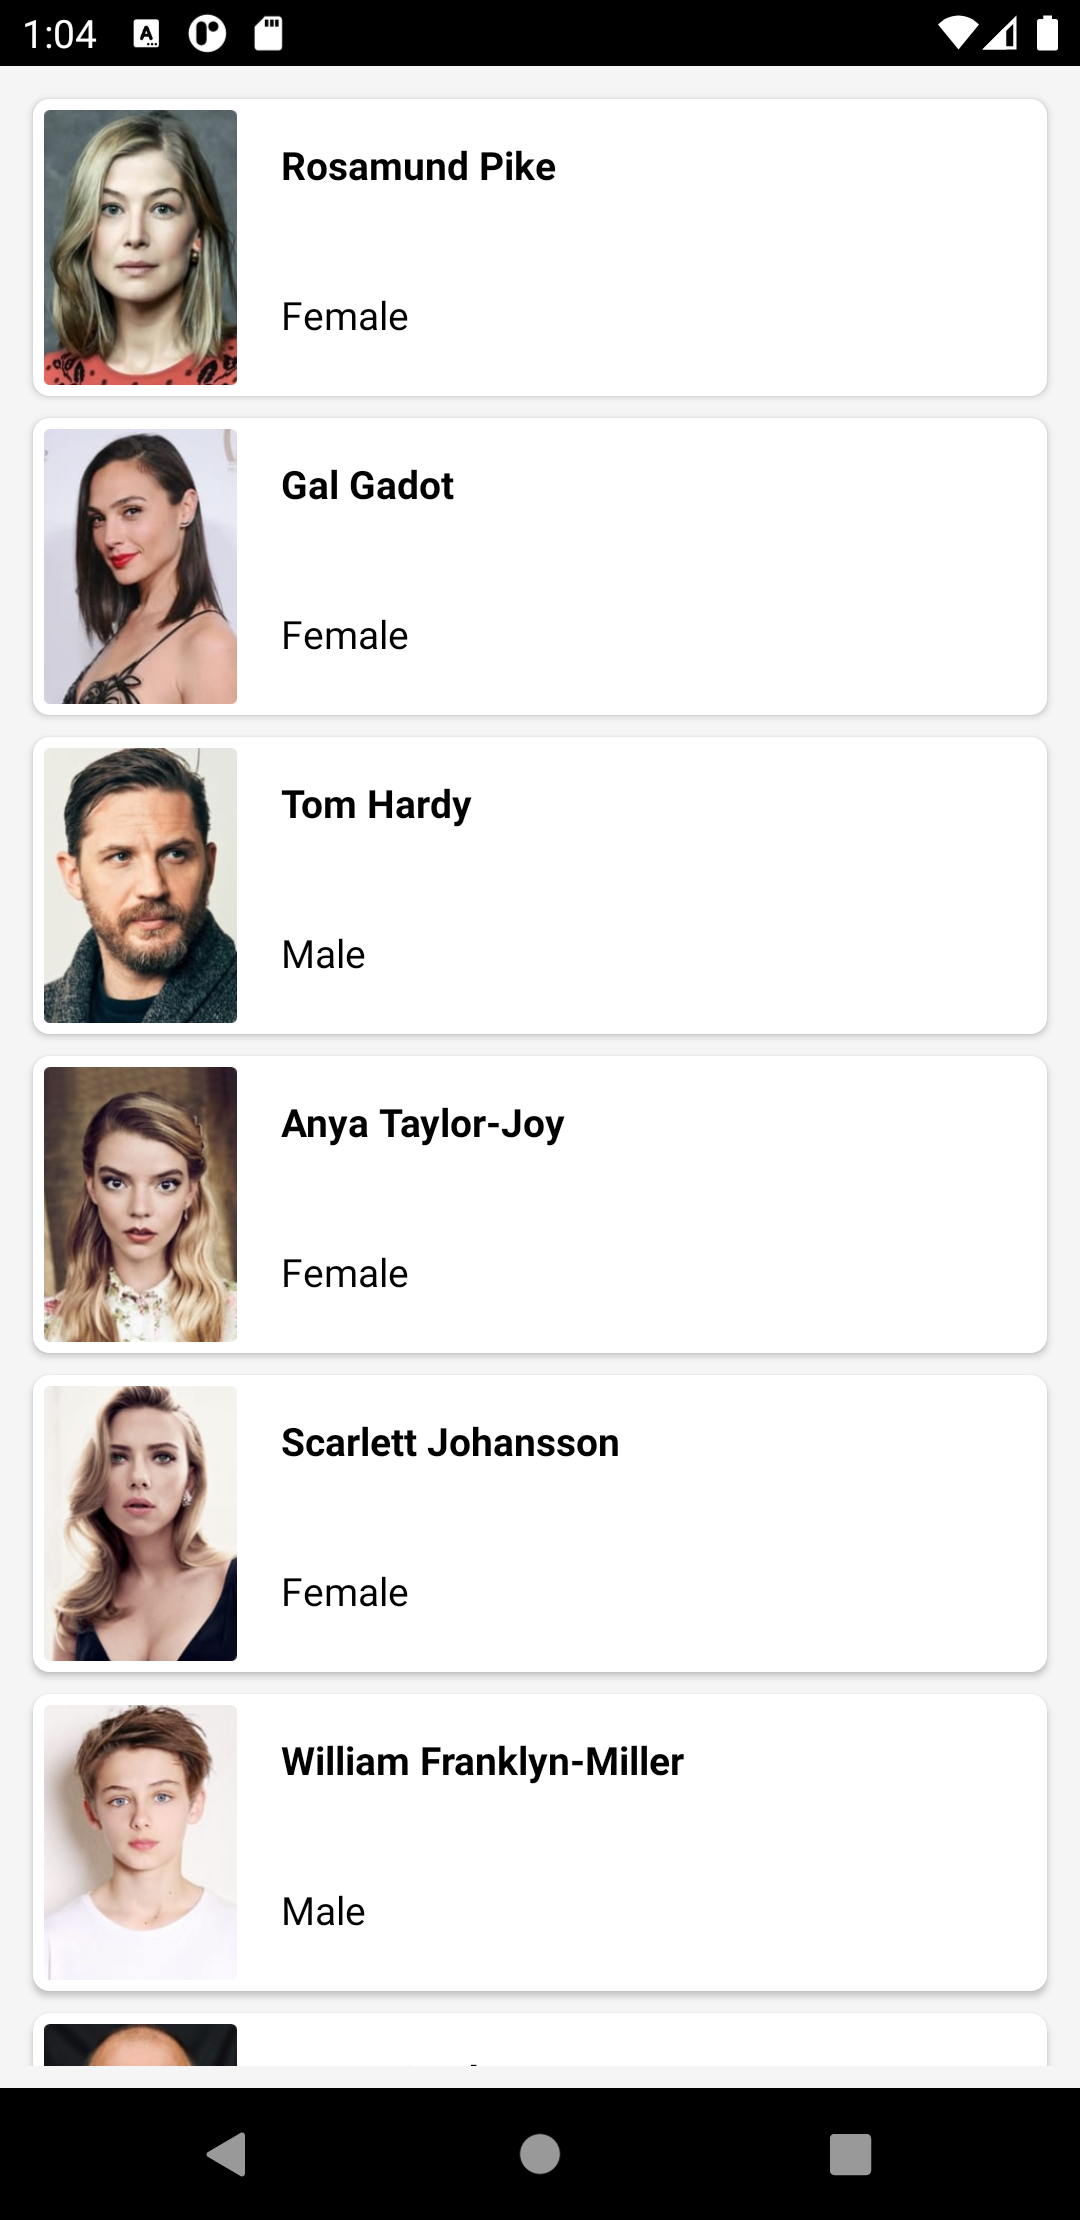 1:04
Rosamund Pike
Female
Gal Gadot
Female
Tom Hardy
Male
Anya Taylor-Joy
Female
Scarlett Johansson
Female
William Franklyn-Miller
Male